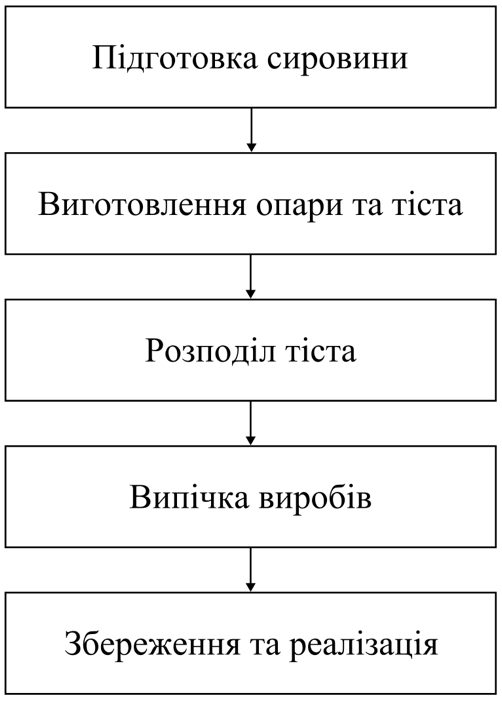 Підготовка сировини
Виготовлення опари та тіста
Розподіл тіста
Випічка виробів
Збереження та реалізація